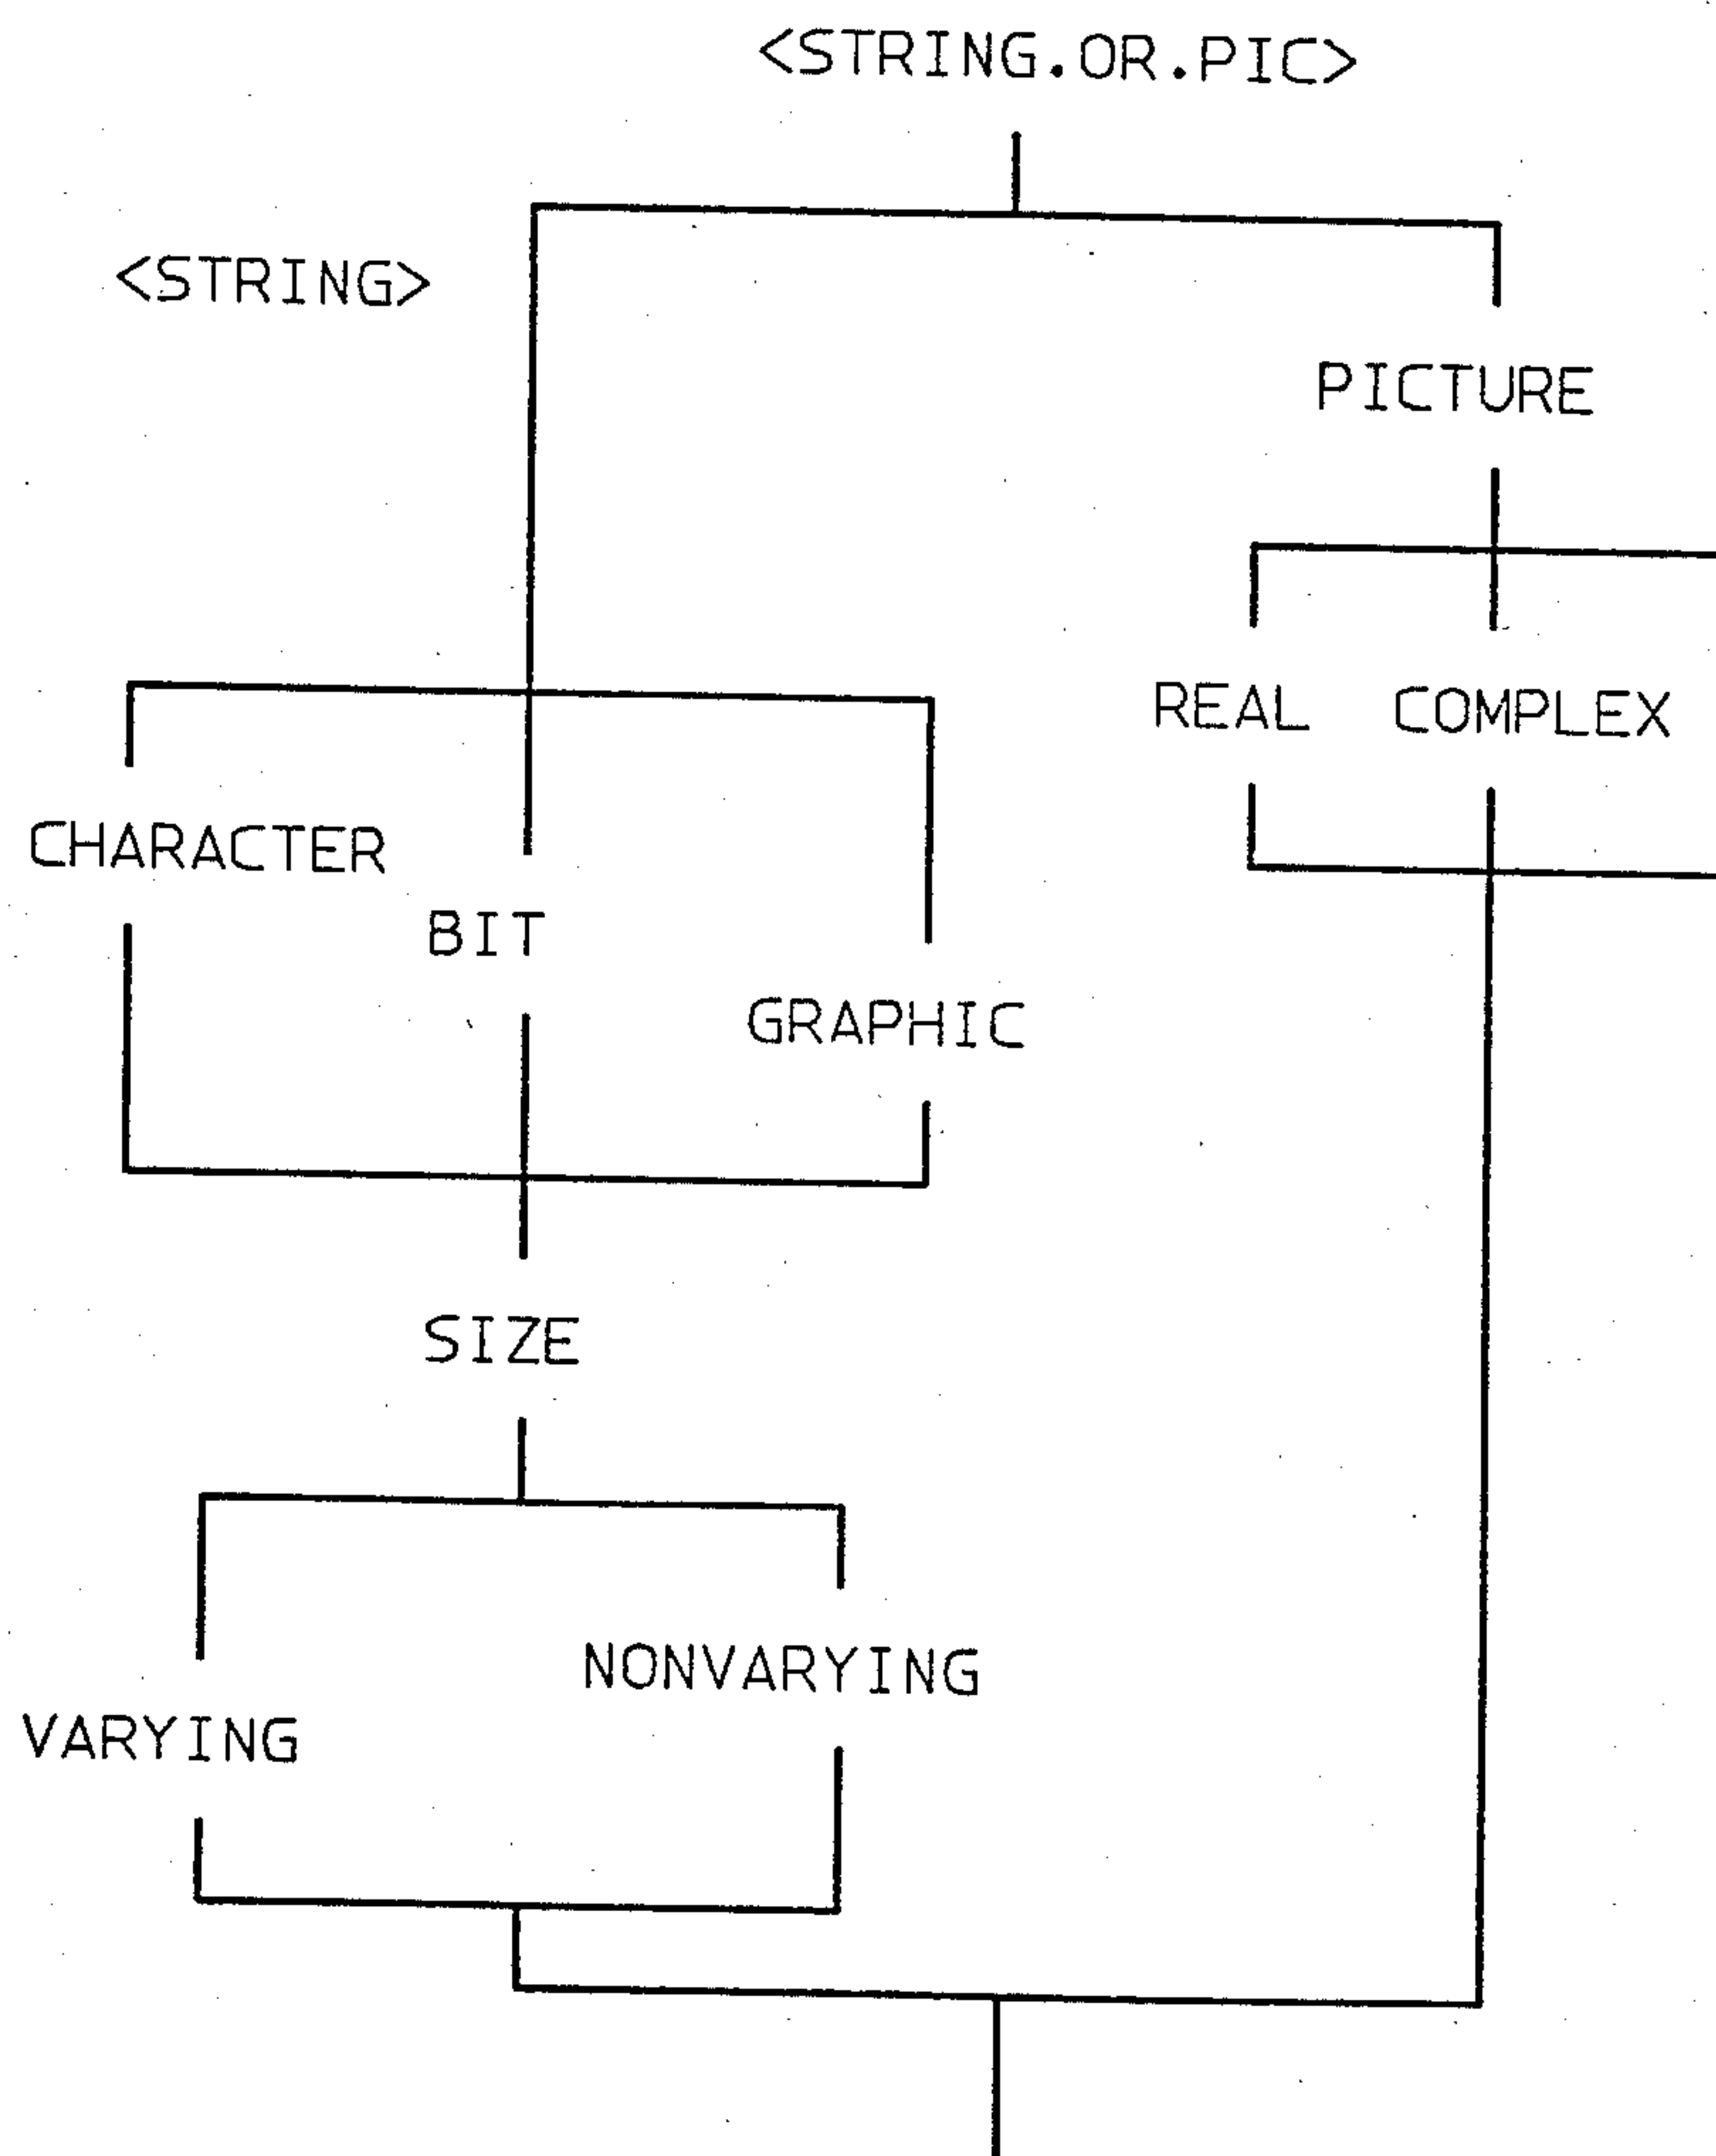 <STRING.OR.PIC>
<STRING>
PICTURE
REAL COMPLEX
CHARACTER
BIT
GRAPHIC
SIZE
NONVARYING
VARYING